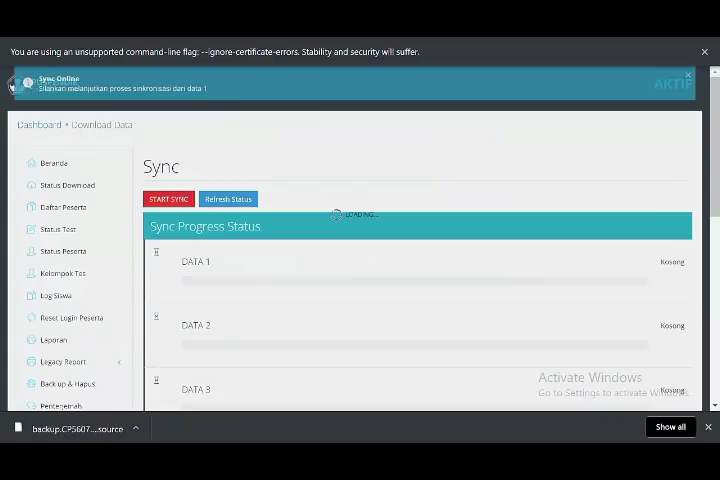 You are using an unsupported command-line flag: --ignore-certificate-errors. Stability and security will suffer.
Sync Online
Silahkan melanjutkan proses sinkronisasi dari data 1
AKTIF
Dashboard • Download Data
Beranda
Status Download
Daftar Peserta
Status Test
Status Peserta
Kelompok Tes
Log Siswa
Reset Login Peserta
Laporan
Legacy Report
Back up & Hapus
Sync
START SYNC
Refresh Status
LOADING...
Sync Progress Status
DATA 1
Kosong
DATA 2
Kosong
DATA 3
Kosong
Activate Windows
Go to Settings to activate Windows.
backup.CP5607....source
Show all